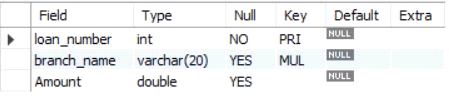 Field Type Null Key Default Extra
loan_number int NO PRI NULL
branch_name varchar(20) YES MUL NULL
Amount double YES NULL